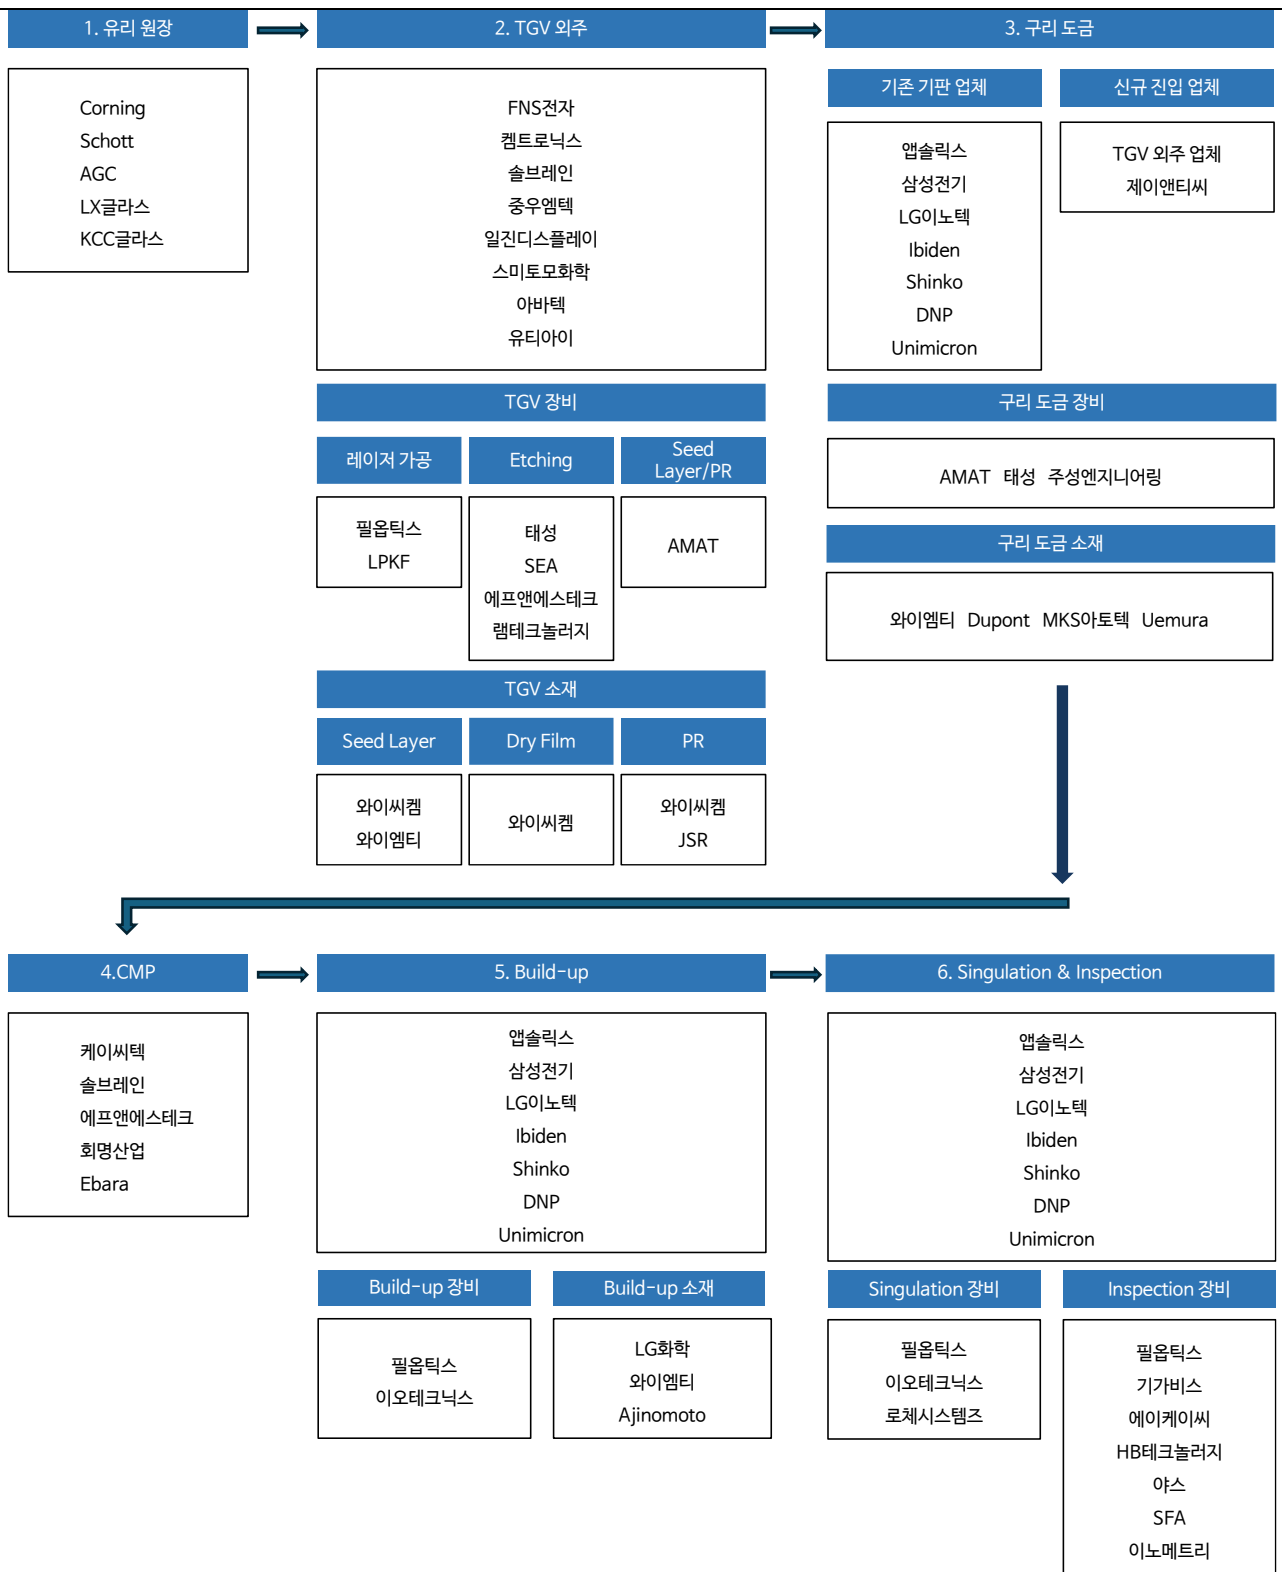 1. 유리 원장
Corning
Schott
AGC
LX글라스
KCC글라스
2. TGV 외주
FNS전자
켐트로닉스
솔브레인
중우엠텍
일진디스플레이
스미토모화학
아바텍
유티아이
TGV 장비
레이저 가공
필옵틱스
LPKF
Etching
태성
SEA
에프앤에스테크
램테크놀러지
Seed
Layer/PR
AMAT
TGV 소재
Seed Layer
와이씨켐
와이엠티
Dry Film
와이씨켐
PR
와이씨켐
JSR
3. 구리 도금
기존 기판 업체
앱솔릭스
삼성전기
LG이노텍
Ibiden
Shinko
DNP
Unimicron
신규 진입 업체
TGV 외주 업체
제이앤티씨
구리 도금 장비
AMAT 태성 주성엔지니어링
구리 도금 소재
와이엠티 Dupont MKS아토텍 Uemura
4.CMP
케이씨텍
솔브레인
에프앤에스테크
회명산업
Ebara
5. Build-up
앱솔릭스
삼성전기
LG이노텍
Ibiden
Shinko
DNP
Unimicron
Build-up 장비
필옵틱스
이오테크닉스
Build-up 소재
LG화학
와이엠티
Ajinomoto
6. Singulation & Inspection
앱솔릭스
삼성전기
LG이노텍
Ibiden
Shinko
DNP
Unimicron
Singulation 장비
필옵틱스
이오테크닉스
로체시스템즈
Inspection 장비
필옵틱스
기가비스
에이케이씨
HB테크놀러지
야스
SFA
이노메트리